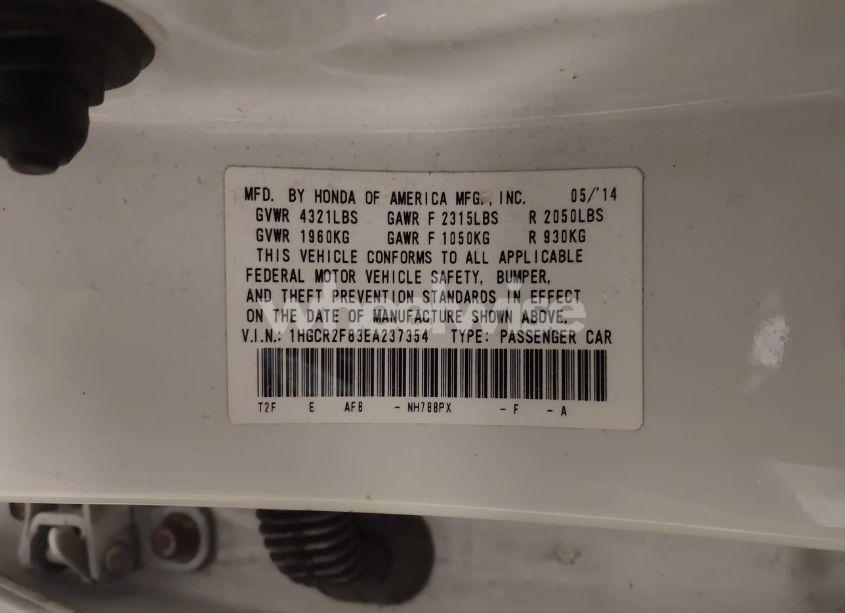 MFD. BY HONDA OF AMERICA MFG., INC. 05/'14
GVWR 4321LBS GAWR F 2315LBS R 2050LBS
GVWR 1960KG GAWR F 1050KG R 930KG
THIS VEHICLE CONFORMS TO ALL APPLICABLE
FEDERAL MOTOR VEHICLE SAFETY, BUMPER,
AND THEFT PREVENTION STANDARDS IN EFFECT
ON THE DATE OF MANUFACTURE SHOWN ABOVE.
V.I.N.: 1HGCR2F83EA237354 TYPE: PASSENGER CAR
T2F E AF8 - NH788PX - F - A